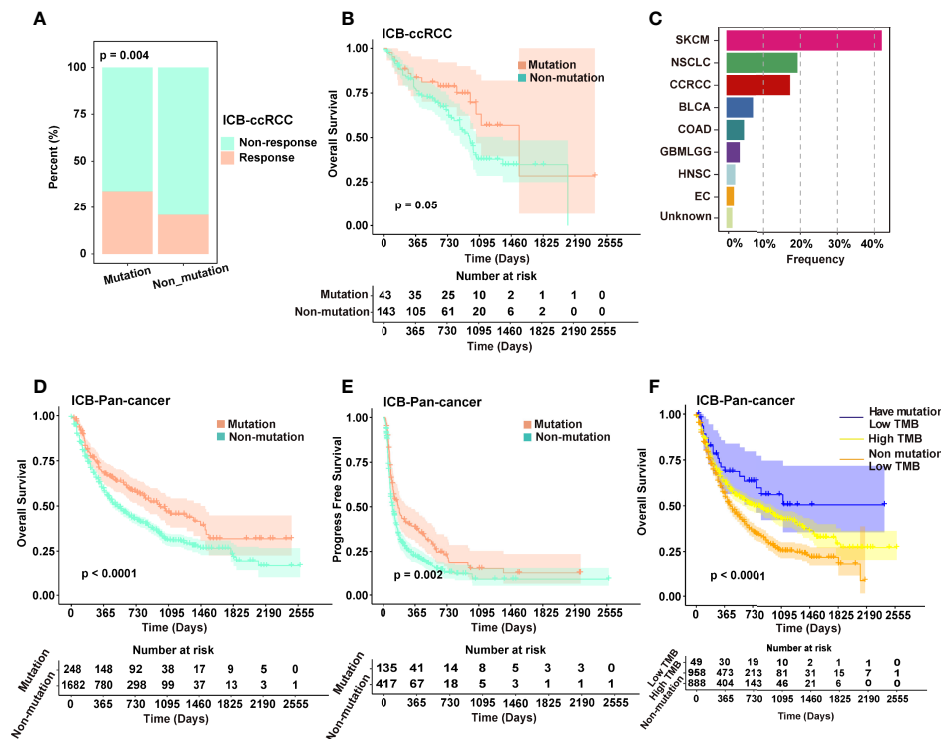 A
p = 0.004
100
75
50
25
0
Percent (%)
Mutation
Non_mutation
ICB-ccRCC
Non-response
Response
B
ICB-ccRCC
Mutation
Non-mutation
1.00
0.75
0.50
0.25
0.00
Overall Survival
p = 0.05
0 365 730 1095 1460 1825 2190 2555
Time (Days)
Number at risk
Mutation 43 35 25 10 2 1 1 0
Non-mutation 143 105 61 20 6 2 0 0
0 365 730 1095 1460 1825 2190 2555
Time (Days)
C
SKCM
NSCLC
CCRCC
BLCA
COAD
GBMLGG
HNSC
EC
Unknown
0% 10% 20% 30% 40%
Frequency
D
ICB-Pan-cancer
Mutation
Non-mutation
1.00
0.75
0.50
0.25
0.00
Overall Survival
p < 0.0001
0 365 730 1095 1460 1825 2190 2555
Time (Days)
Number at risk
Mutation 248 148 92 38 17 9 5 0
Non-mutation 1682 780 298 99 37 13 3 1
0 365 730 1095 1460 1825 2190 2555
Time (Days)
E
ICB-Pan-cancer
Mutation
Non-mutation
1.00
0.75
0.50
0.25
0.00
Progress Free Survival
p = 0.002
0 365 730 1095 1460 1825 2190 2555
Time (Days)
Number at risk
Mutation 135 41 14 8 5 3 3 0
Non-mutation 417 67 18 5 3 1 1 1
0 365 730 1095 1460 1825 2190 2555
Time (Days)
F
ICB-Pan-cancer
Have mutation
Low TMB
High TMB
Non mutation
Low TMB
1.00
0.75
0.50
0.25
0.00
Overall Survival
p < 0.0001
0 365 730 1095 1460 1825 2190 2555
Time (Days)
Number at risk
Low TMB 49 30 19 10 2 1 1 0
High TMB 958 473 213 81 31 15 7 1
Non-mutation 888 404 143 46 21 6 0 0
0 365 730 1095 1460 1825 2190 2555
Time (Days)